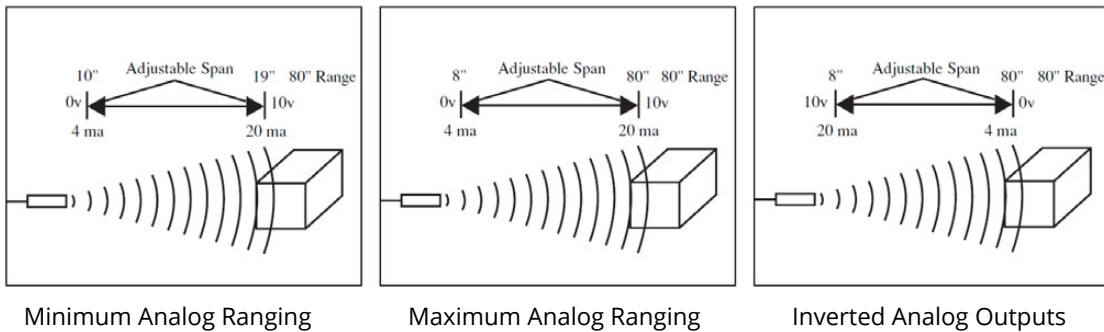 10" Adjustable Span 19" 80" Range
0v 10v
4 ma 20 ma
Minimum Analog Ranging
8" Adjustable Span 80" 80" Range
0v 10v
4 ma 20 ma
Maximum Analog Ranging
8" Adjustable Span 80" 80" Range
10v 0v
20 ma 4 ma
Inverted Analog Outputs